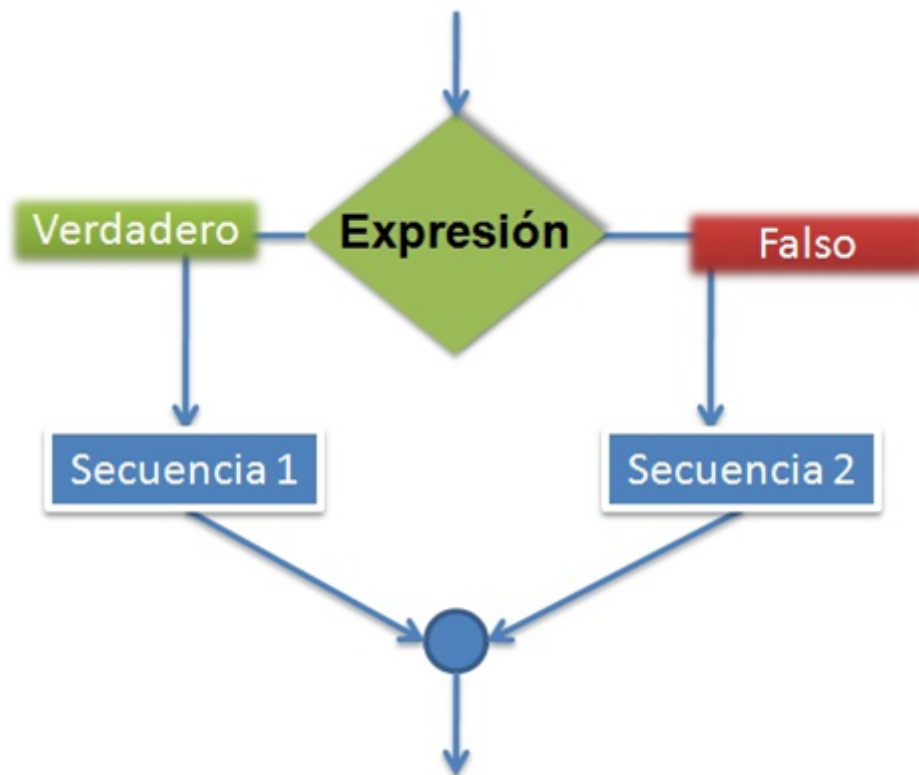 Expresión
Verdadero
Falso
Secuencia 1
Secuencia 2